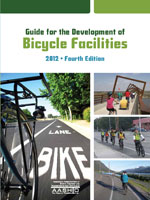 Guide for the Development of
Bicycle Facilities
2012 • Fourth Edition
LANE
BIKE
AASHTO